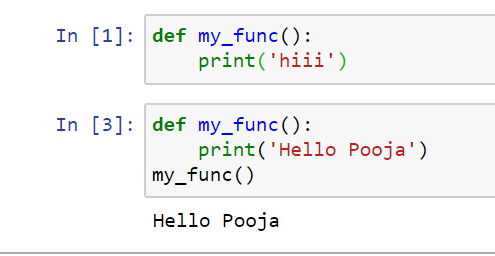 In [1]: def my_func():
    print('hiii')
In [3]: def my_func():
    print('Hello Pooja')
my_func()
Hello Pooja